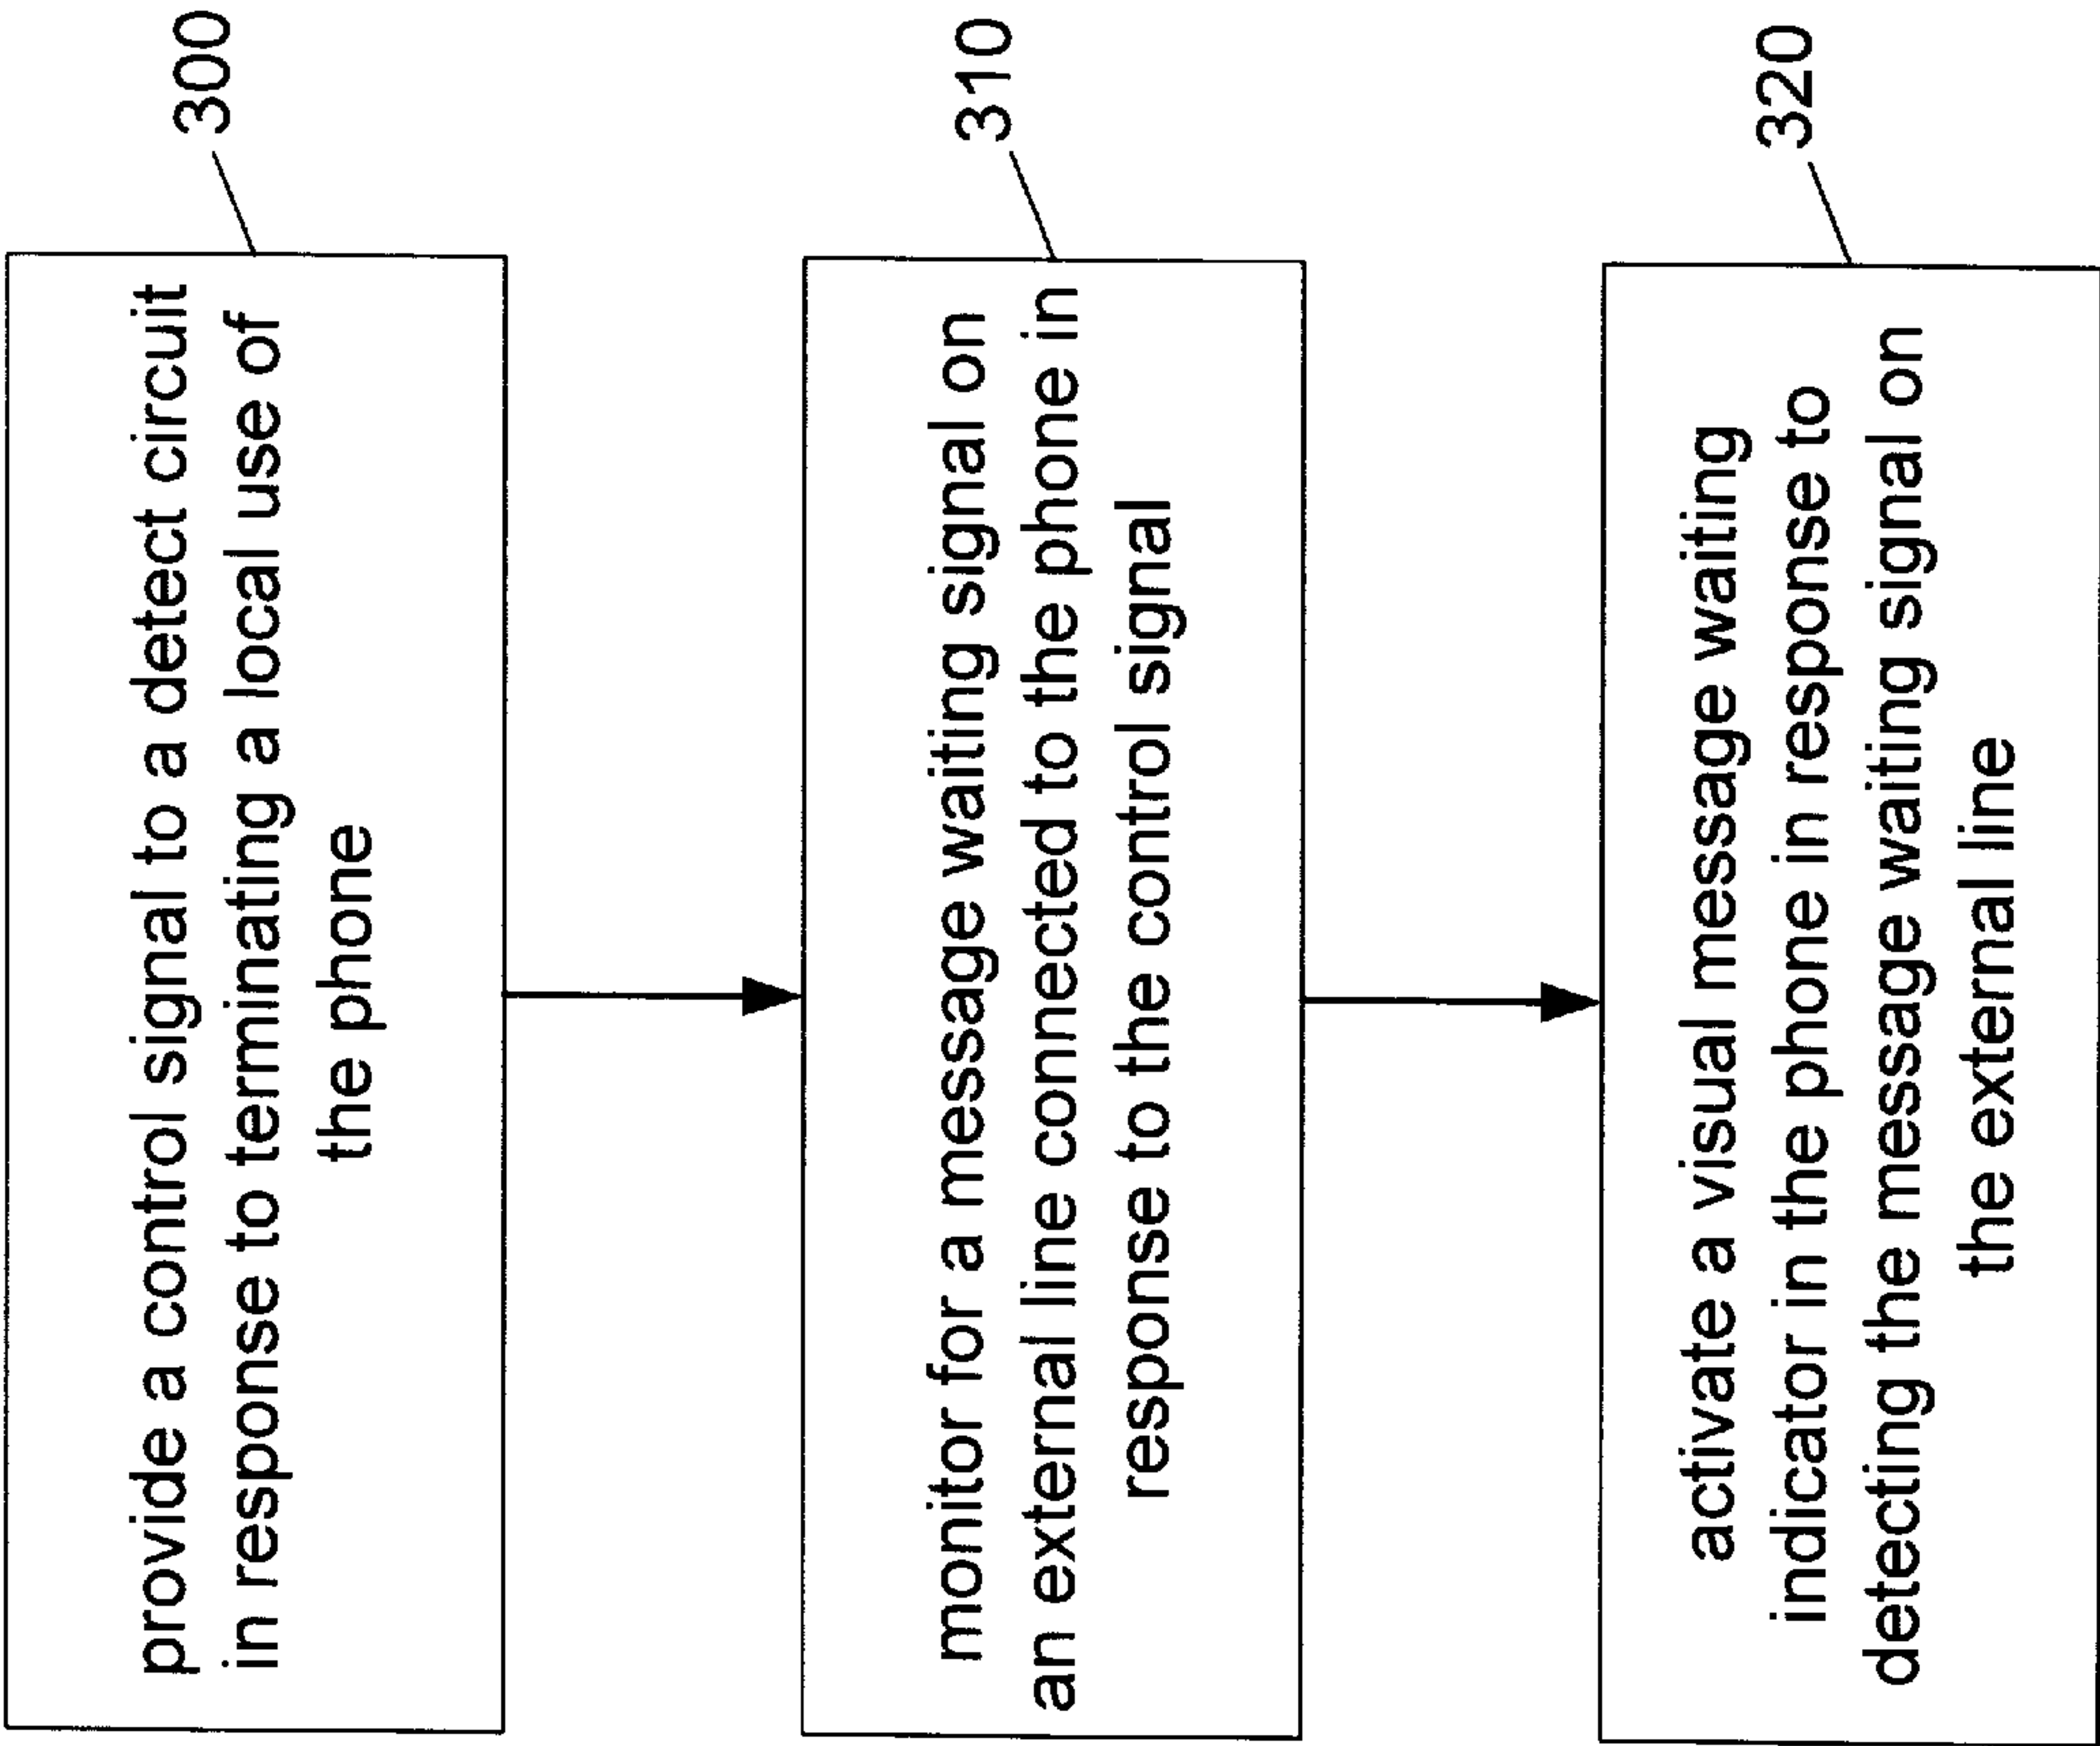 provide a control signal to a detect circuit
in response to terminating a local use of
the phone
300
monitor for a message waiting signal on
an external line connected to the phone in
response to the control signal
310
activate a visual message waiting
indicator in the phone in response to
detecting the message waiting signal on
the external line
320